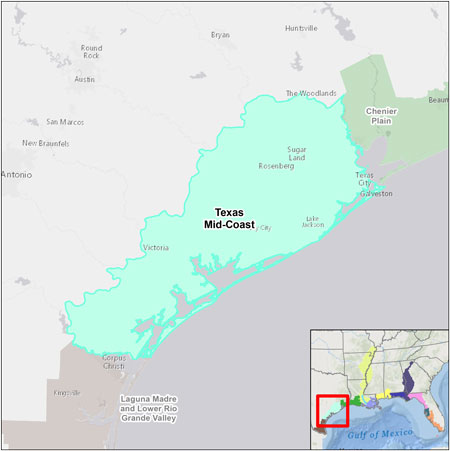 Huntsville
Bryan
Round
Rock
Austin
The Woodlands
Chenier
Plain
San Marcos
New Braunfels
Sugar
Land
Rosenberg
Antonio
Texas
City
Galveston
Texas
Mid-Coast
Lake
Jackson
City
Victoria
Corpus
Christi
Kingsville
Laguna Madre
and Lower Rio
Grande Valley
Gulf of Mexico